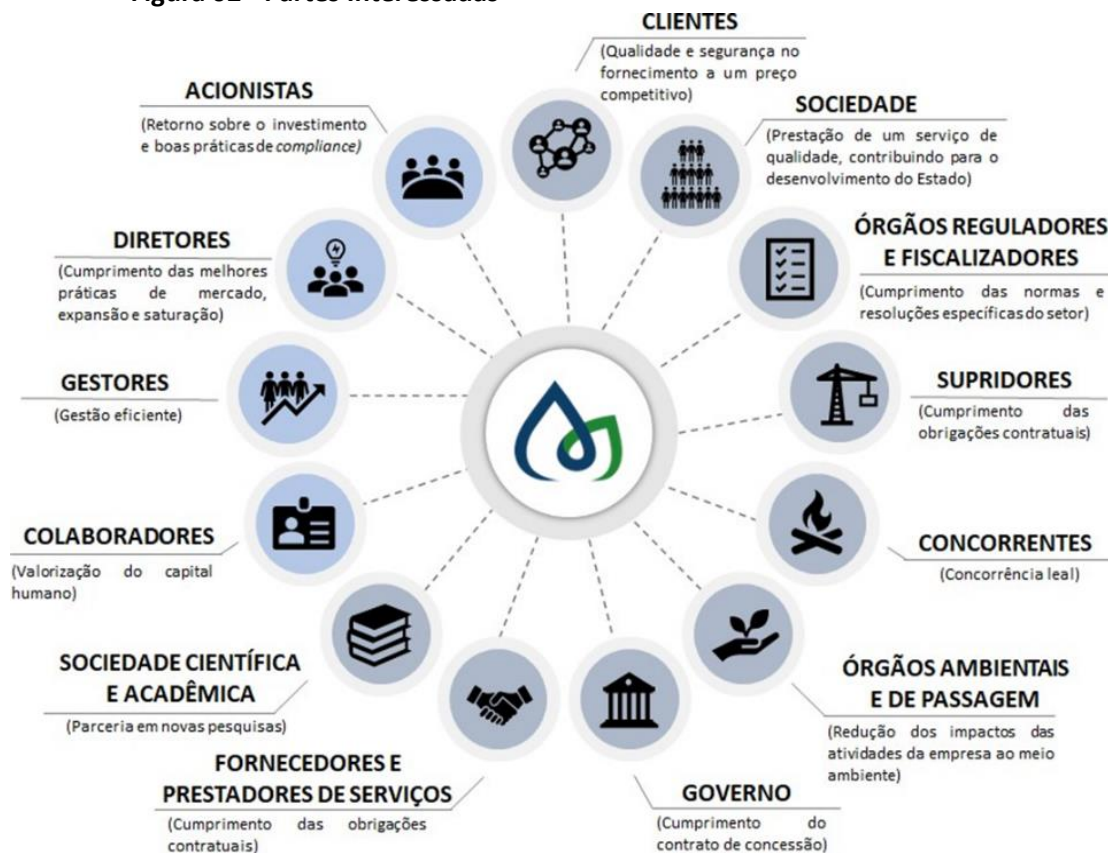 Figura 02 - Partes Interessadas
CLIENTES
(Qualidade e segurança no
fornecimento a um preço
competitivo)
SOCIEDADE
(Prestação de um serviço de
qualidade, contribuindo para o
desenvolvimento do Estado)
ÓRGÃOS REGULADORES
E FISCALIZADORES
(Cumprimento das normas e
resoluções específicas do setor)
SUPRIDORES
(Cumprimento das
obrigações contratuais)
CONCORRENTES
(Concorrência leal)
ÓRGÃOS AMBIENTAIS
E DE PASSAGEM
(Redução dos impactos das
atividades da empresa ao meio
ambiente)
GOVERNO
(Cumprimento do
contrato de concessão)
FORNECEDORES E
PRESTADORES DE SERVIÇOS
(Cumprimento das obrigações
contratuais)
SOCIEDADE CIENTÍFICA
E ACADÊMICA
(Parceria em novas pesquisas)
COLABORADORES
(Valorização do capital
humano)
GESTORES
(Gestão eficiente)
DIRETORES
(Cumprimento das melhores
práticas de mercado,
expansão e saturação)
ACIONISTAS
(Retorno sobre o investimento
e boas práticas de compliance)